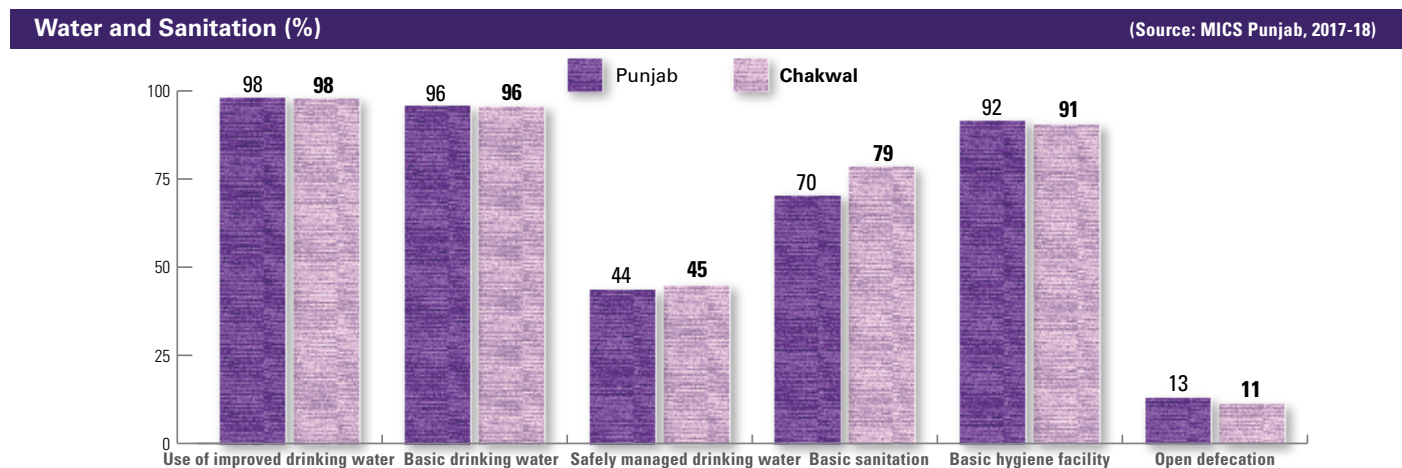 Water and Sanitation (%) (Source: MICS Punjab, 2017-18)
Punjab Chakwal
100
75
50
25
0
98 98 96 96 44 45 70 79 92 91 13 11
Use of improved drinking water Basic drinking water Safely managed drinking water Basic sanitation Basic hygiene facility Open defecation